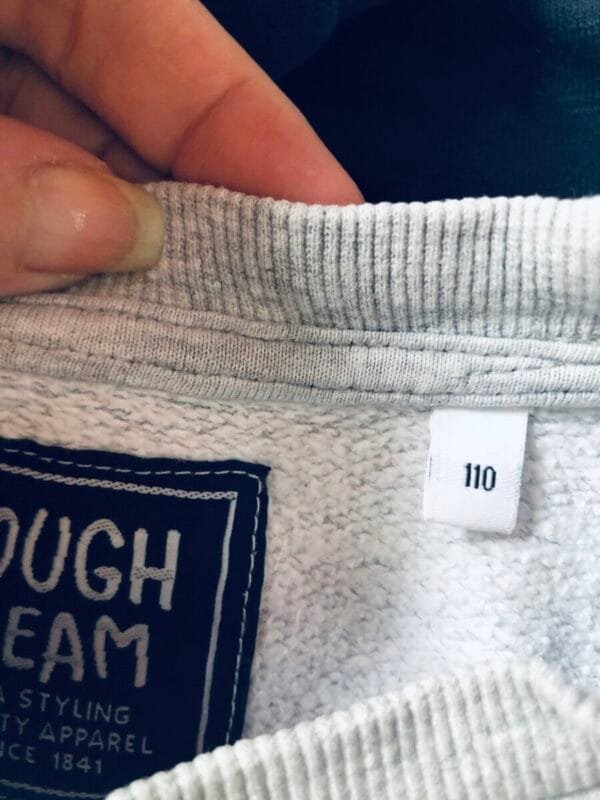 110
OUGH
EAM
A STYLING
TY APPAREL
NCE 1841